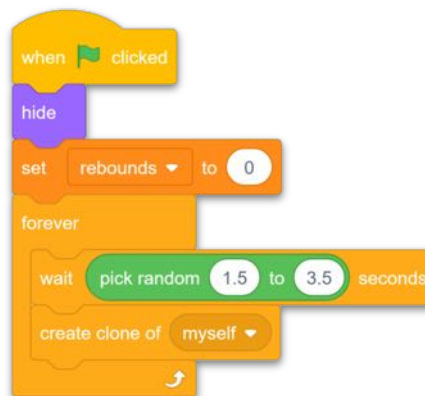 when clicked
hide
set rebounds to 0
forever
wait pick random 1.5 to 3.5 seconds
create clone of myself